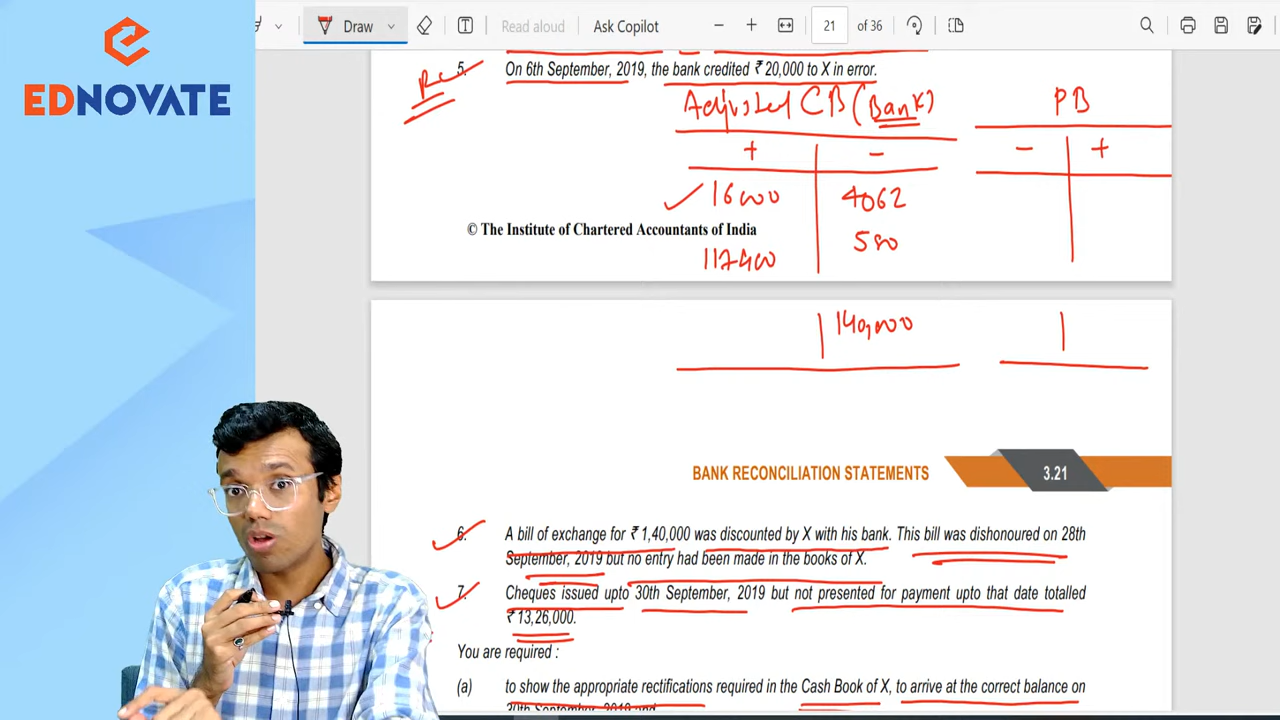 Draw
Read aloud
Ask Copilot
21
of 36
EDNOVATE
5.
On 6th September, 2019, the bank credited ₹ 20,000 to X in error.
Adjusted CB (Bank)
PB
+
-
-
+
16000
4062
© The Institute of Chartered Accountants of India
580
117400
140,000
BANK RECONCILIATION STATEMENTS
3.21
6.
A bill of exchange for ₹ 1,40,000 was discounted by X with his bank. This bill was dishonoured on 28th
September, 2019 but no entry had been made in the books of X.
7.
Cheques issued upto 30th September, 2019 but not presented for payment upto that date totalled
₹ 13,26,000.
You are required :
(a)
to show the appropriate rectifications required in the Cash Book of X, to arrive at the correct balance on
30th September, 2019 and